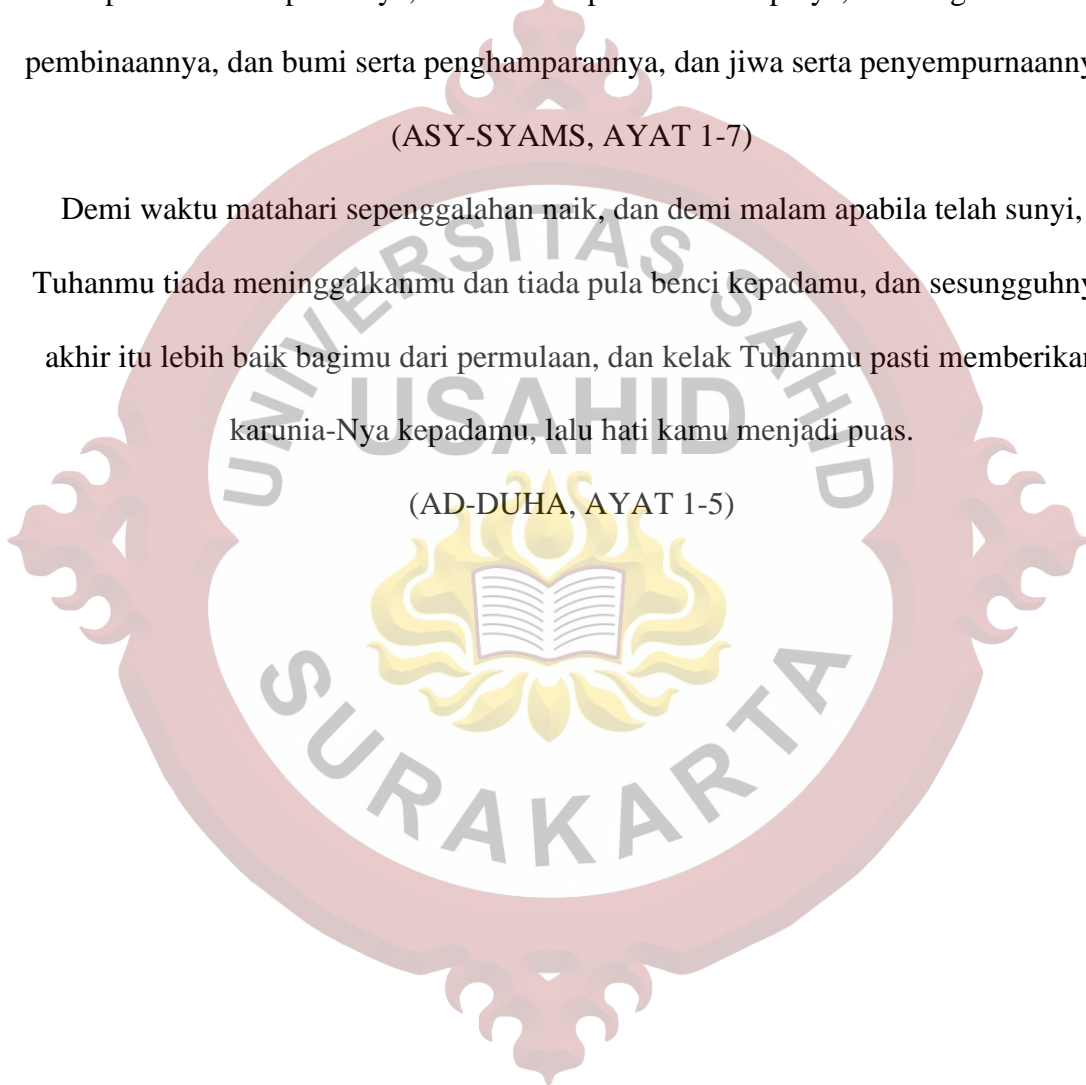 pembinaannya, dan bumi serta penghamparannya, dan jiwa serta
(ASY-SYAMS, AYAT 1-7)
Demi waktu matahari sepenggalahan naik, dan demi malam apabila telah sunyi,
Tuhanmu tiada meninggalkanmu dan tiada pula benci kepadamu, dan
akhir itu lebih baik bagimu dari permulaan, dan kelak Tuhanmu pasti
karunia-Nya kepadamu, lalu hati kamu menjadi puas.
(AD-DUHA, AYAT 1-5)
UNIVERSITAS SAHID
USAHID
SURAKARTA